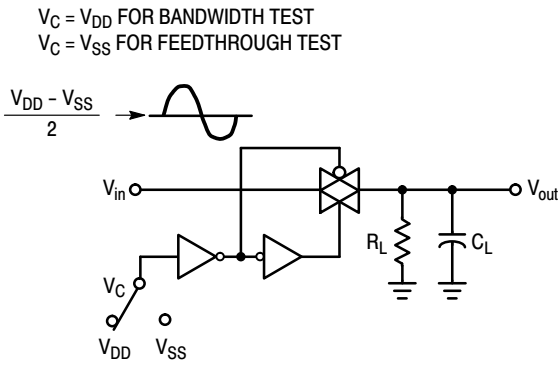 V_C = V_DD FOR BANDWIDTH TEST
V_C = V_SS FOR FEEDTHROUGH TEST
V_DD - V_SS
2
V_in
V_out
R_L
C_L
V_C
V_DD
V_SS